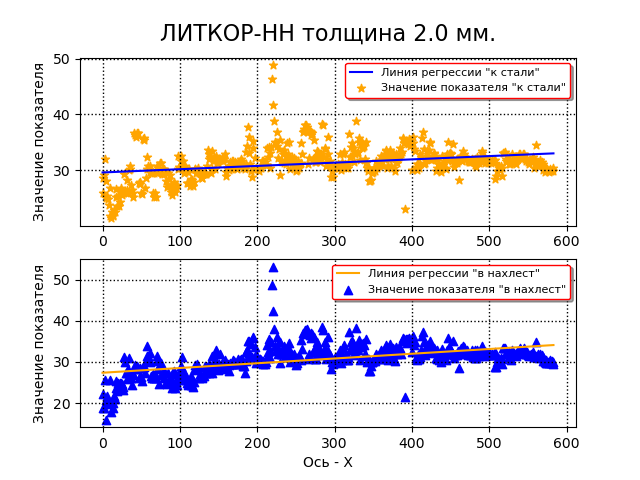 ЛИТКОР-НН толщина 2.0 мм.
Значение показателя
50
40
30
Линия регрессии "к стали"
Значение показателя "к стали"
0 100 200 300 400 500 600
Значение показателя
50
40
30
20
Линия регрессии "в нахлест"
Значение показателя "в нахлест"
0 100 200 300 400 500 600
Ось - X